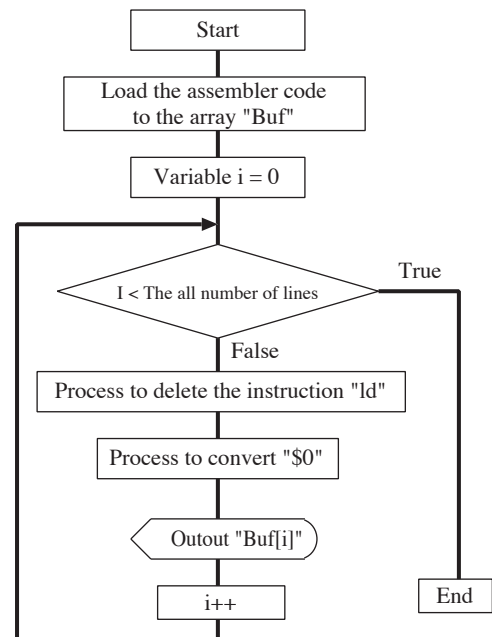 Start
Load the assembler code
to the array "Buf"
Variable i = 0
I < The all number of lines
True
False
Process to delete the instruction "ld"
Process to convert "$0"
Outout "Buf[i]"
i++
End